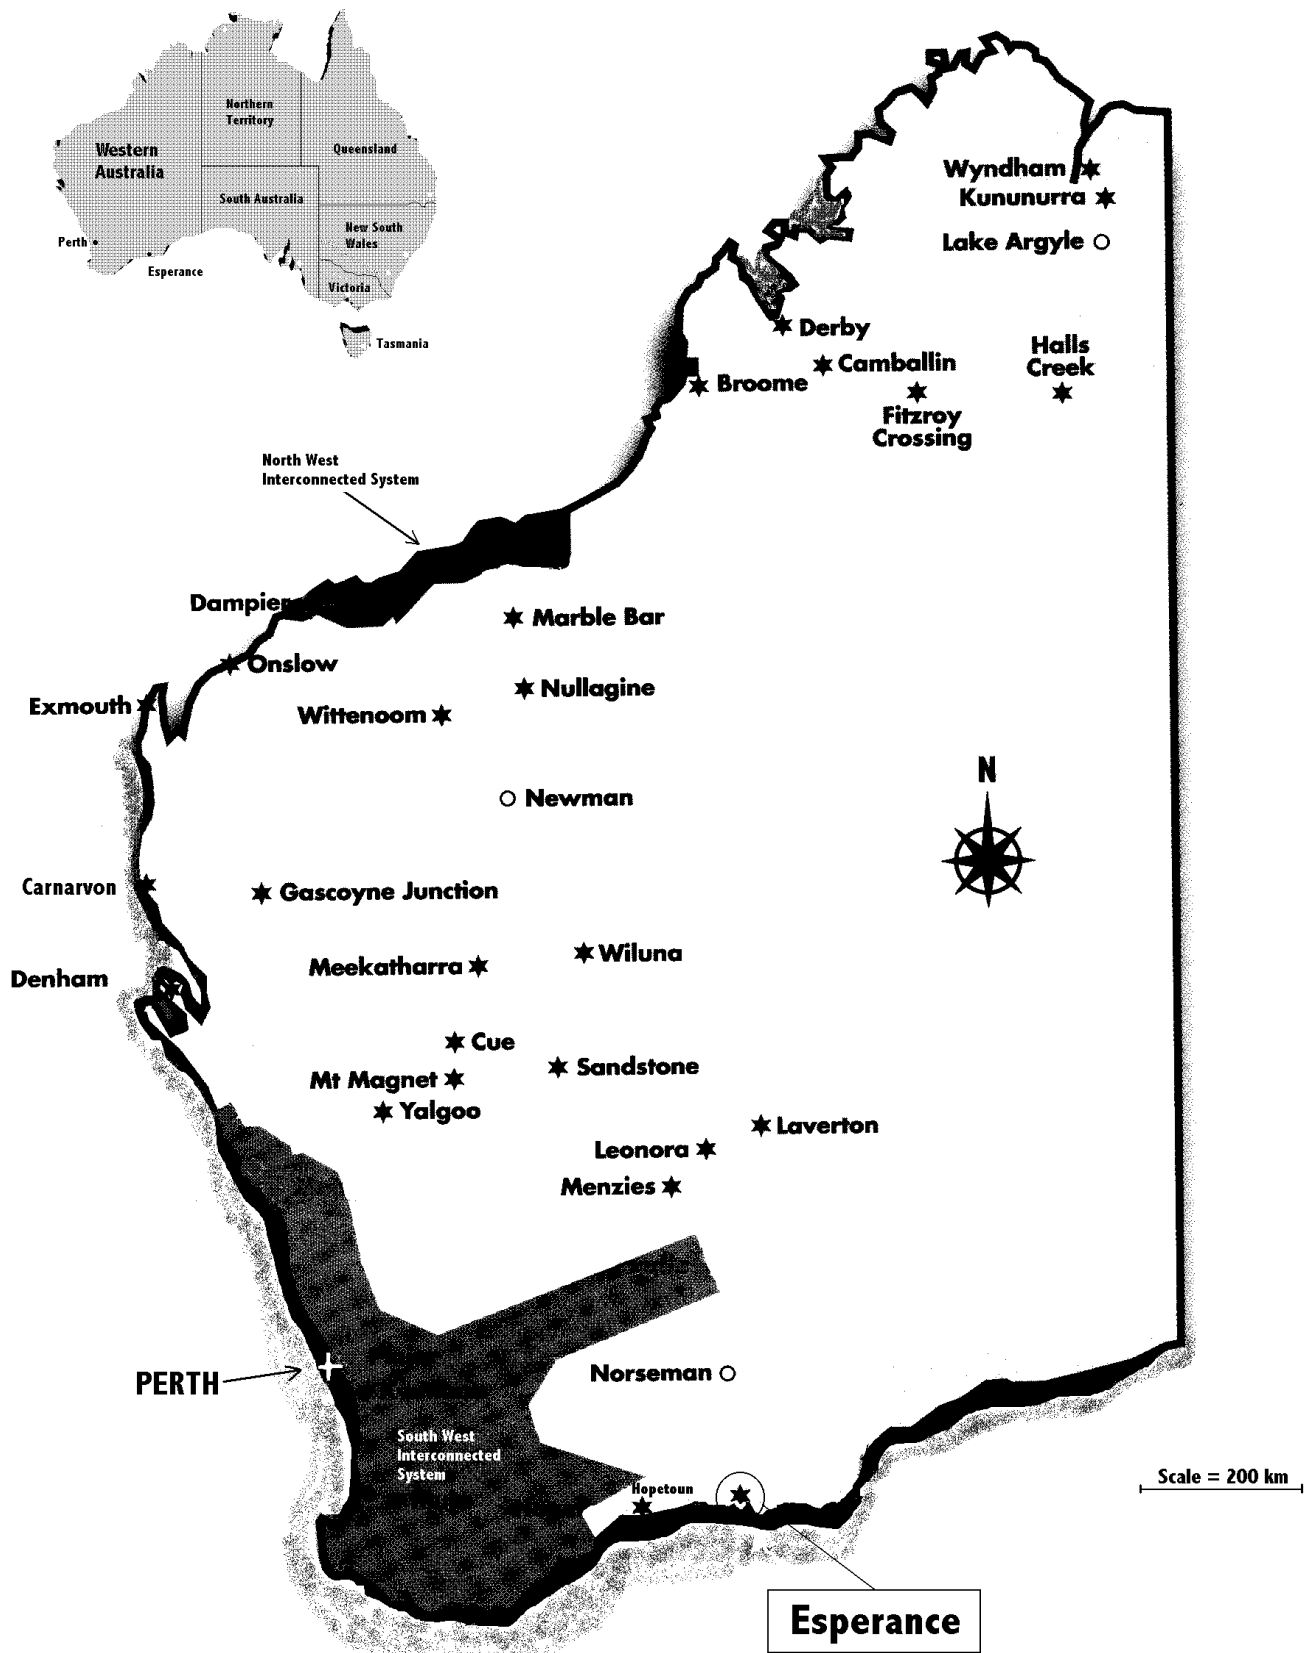 Northern
Territory
Western
Australia
Queensland
South Australia
New South
Wales
Perth
Esperance
Victoria
Tasmania
Wyndham
Kununurra
Lake Argyle
Derby
Halls
Creek
Camballin
Broome
Fitzroy
Crossing
North West
Interconnected System
Dampier
Marble Bar
Onslow
Exmouth
Nullagine
Wittenoom
N
Newman
Carnarvon
Gascoyne Junction
Wiluna
Meekatharra
Denham
Cue
Sandstone
Mt Magnet
Yalgoo
Laverton
Leonora
Menzies
PERTH
Norseman
South West
Interconnected
System
Scale = 200 km
Hopetoun
Esperance